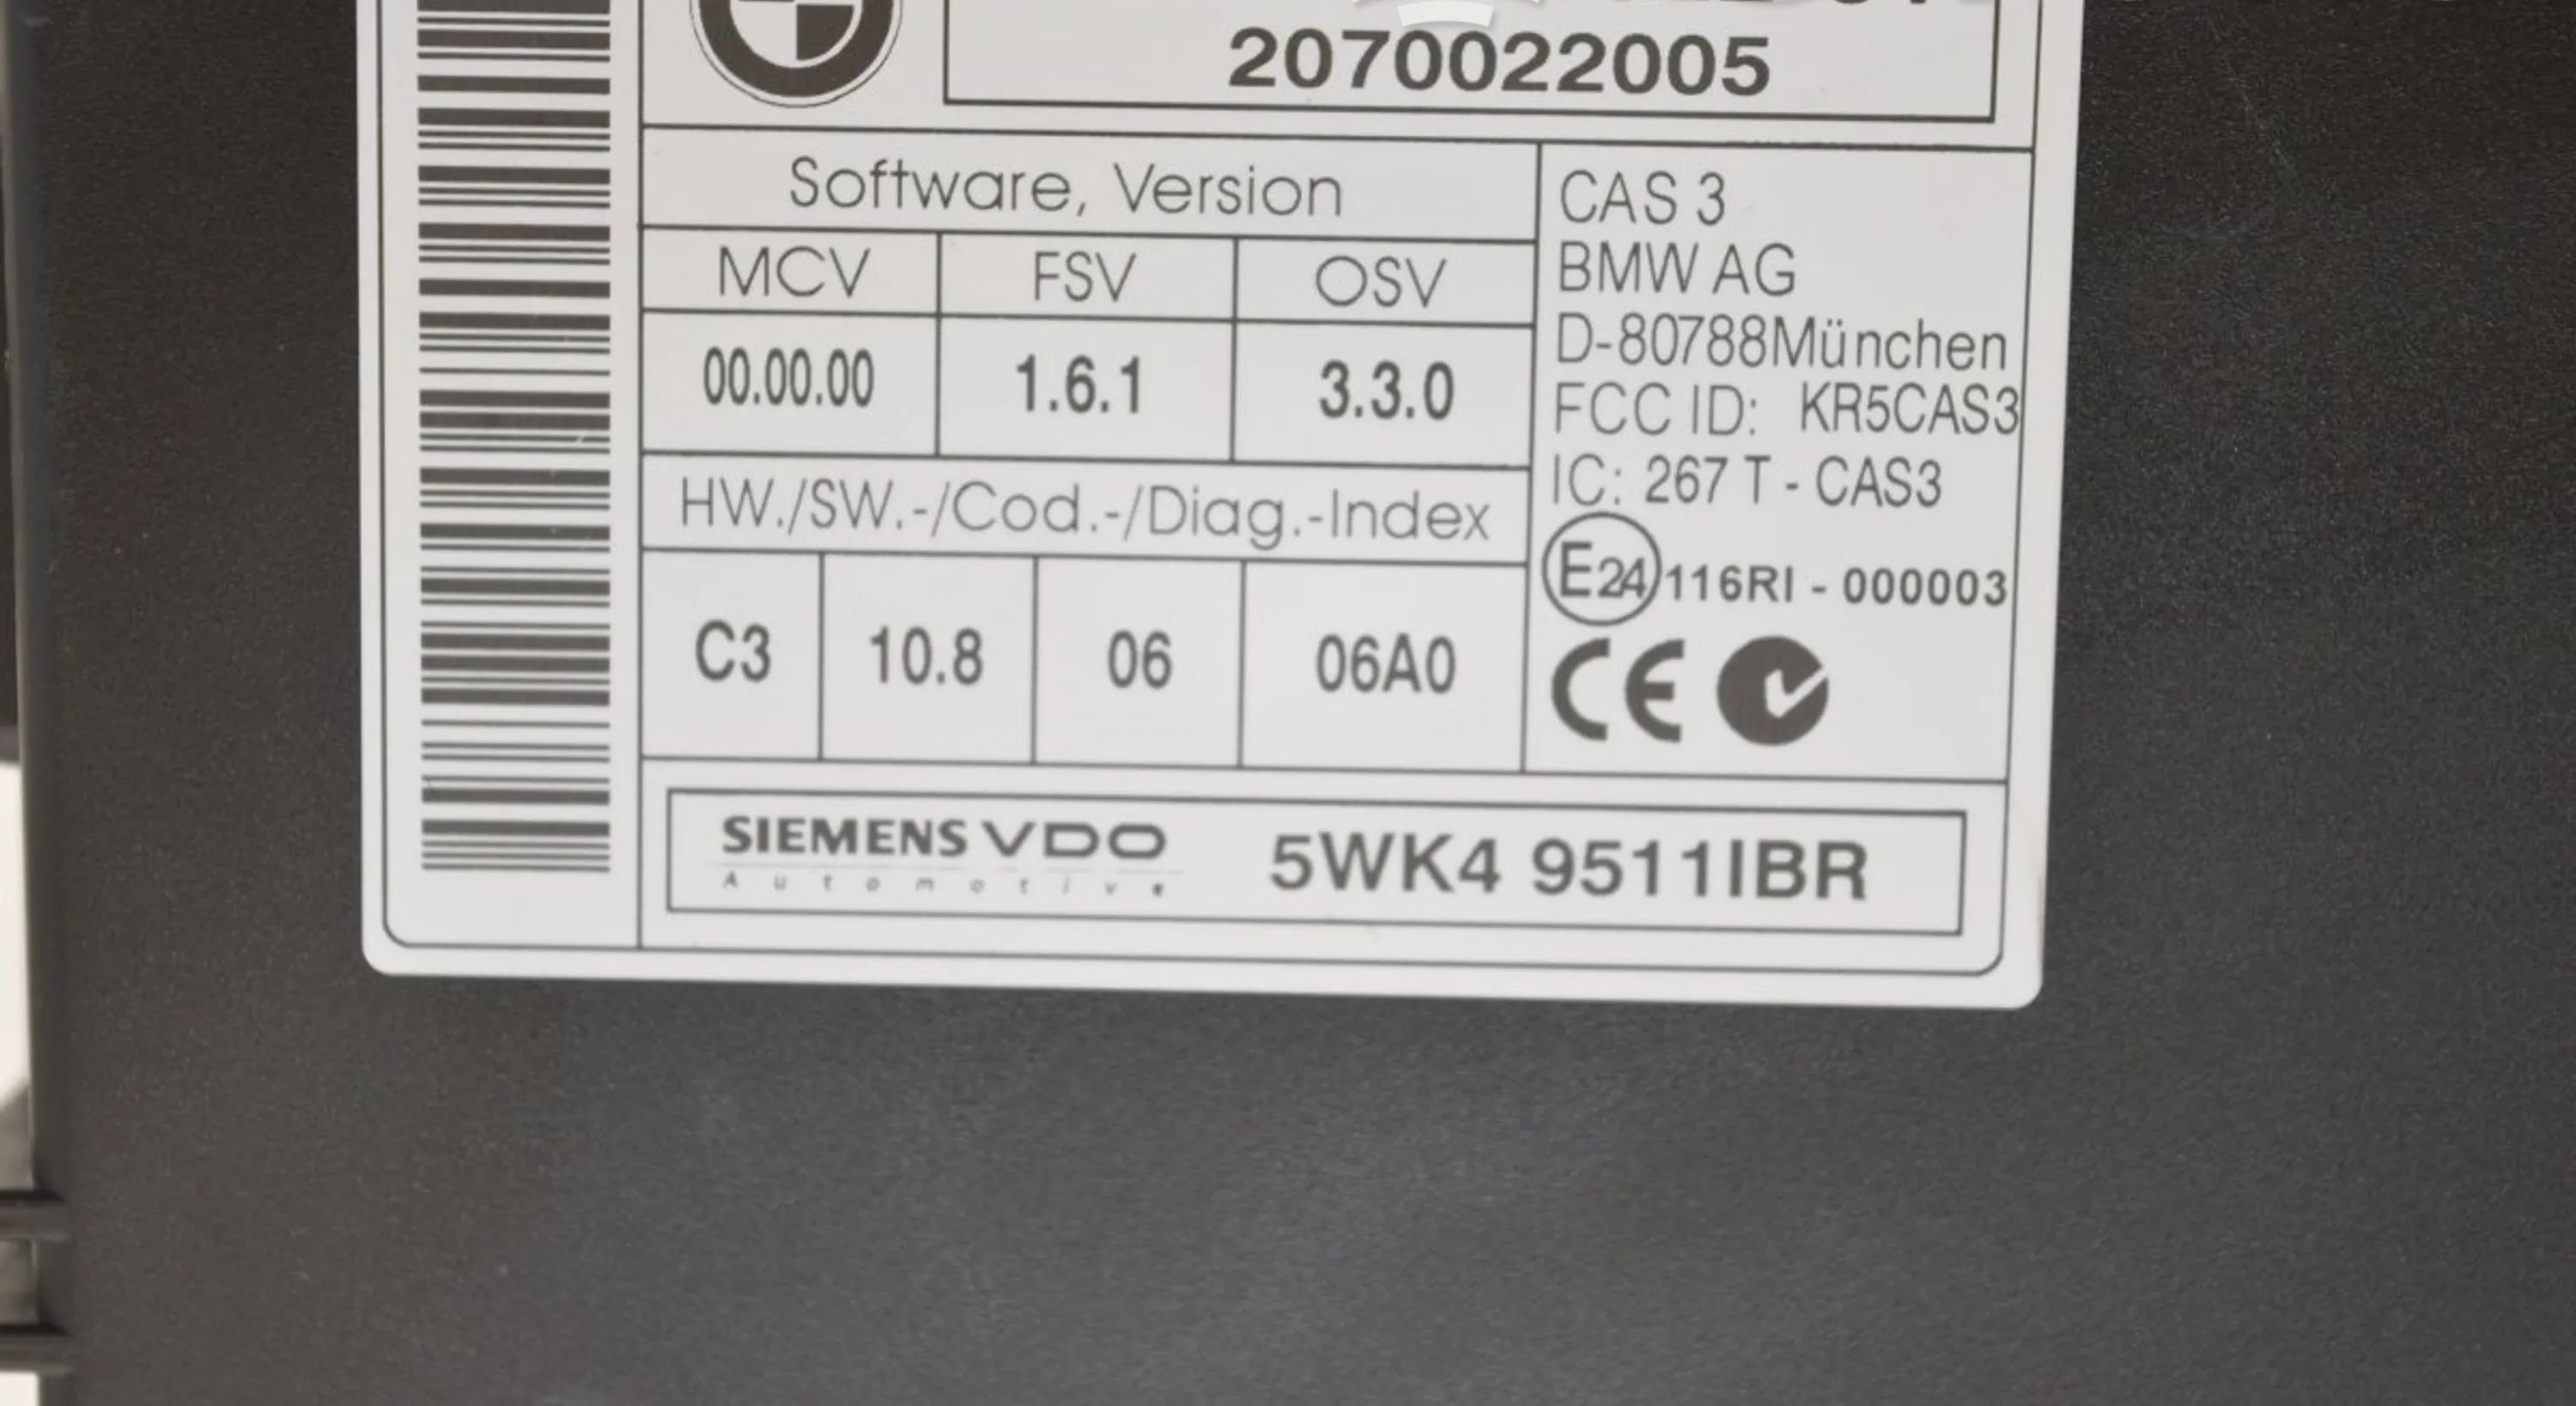 2070022005
Software, Version
MCV FSV OSV
00.00.00 1.6.1 3.3.0
HW./SW.-/Cod.-/Diag.-Index
C3 10.8 06 06A0
CAS 3
BMW AG
D-80788München
FCC ID: KR5CAS3
IC: 267 T - CAS3
E24 116RI - 000003
CE
SIEMENS VDO
Automotive
5WK4 9511IBR